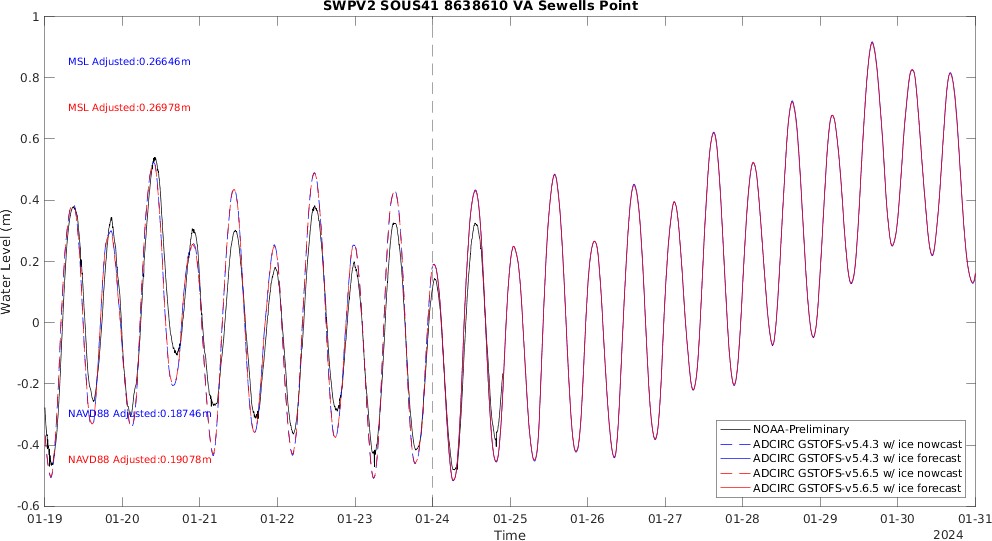 SWPV2 SOUS41 8638610 VA Sewells Point
1
0.8
0.6
0.4
0.2
0
-0.2
-0.4
-0.6
Water Level (m)
MSL Adjusted:0.26646m
MSL Adjusted:0.26978m
NAVD88 Adjusted:0.18746m
NAVD88 Adjusted:0.19078m
NOAA-Preliminary
ADCIRC GSTOFS-v5.4.3 w/ ice nowcast
ADCIRC GSTOFS-v5.4.3 w/ ice forecast
ADCIRC GSTOFS-v5.6.5 w/ ice nowcast
ADCIRC GSTOFS-v5.6.5 w/ ice forecast
01-19 01-20 01-21 01-22 01-23 01-24 01-25 01-26 01-27 01-28 01-29 01-30 01-31
Time
2024